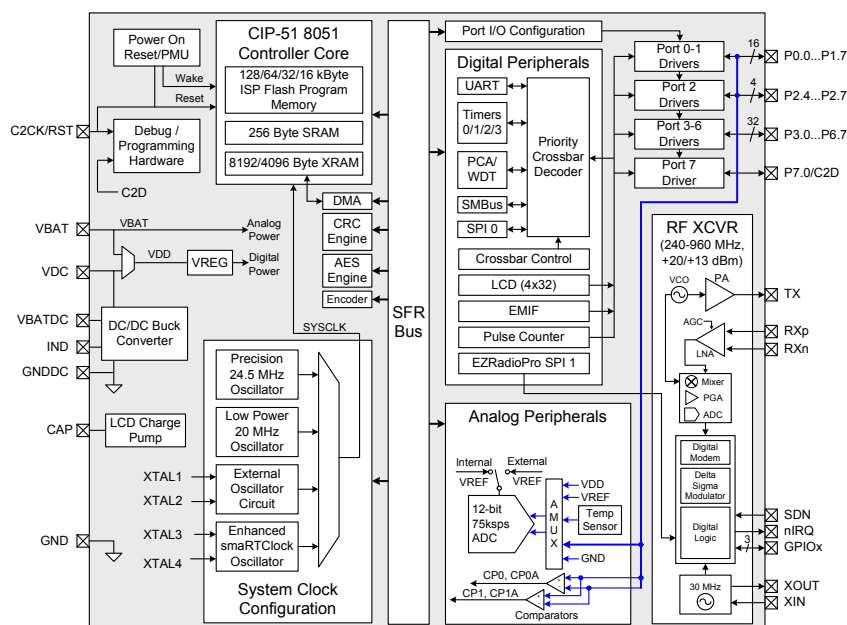 Power On
Reset/PMU
Wake
Reset
C2CK/RST
Debug /
Programming
Hardware
C2D
CIP-51 8051
Controller Core
128/64/32/16 kByte
ISP Flash Program
Memory
256 Byte SRAM
8192/4096 Byte XRAM
DMA
CRC
Engine
AES
Engine
Encoder
SYSCLK
VBAT
VBAT
Analog
Power
VDC
VDD
VREG
Digital
Power
VBATDC
IND
GNDDC
DC/DC Buck
Converter
CAP
LCD Charge
Pump
XTAL1
XTAL2
XTAL3
XTAL4
GND
Precision
24.5 MHz
Oscillator
Low Power
20 MHz
Oscillator
External
Oscillator
Circuit
Enhanced
smaRTClock
Oscillator
System Clock
Configuration
SFR
Bus
Port I/O Configuration
Digital Peripherals
UART
Timers
0/1/2/3
PCA/
WDT
SMBus
SPI 0
Priority
Crossbar
Decoder
Crossbar Control
LCD (4x32)
EMIF
Pulse Counter
EZRadioPro SPI 1
Port 0-1
Drivers
Port 2
Drivers
Port 3-6
Drivers
Port 7
Driver
16
P0.0...P1.7
4
P2.4...P2.7
32
P3.0...P6.7
P7.0/C2D
Analog Peripherals
Internal
VREF
External
VREF
12-bit
75ksps
ADC
A
M
U
X
VDD
VREF
Temp
Sensor
GND
CP0, CP0A
CP1, CP1A
+
-
+
-
Comparators
RF XCVR
(240-960 MHz,
+20/+13 dBm)
VCO
PA
TX
AGC
LNA
RXp
RXn
Mixer
PGA
ADC
Digital
Modem
Delta
Sigma
Modulator
Digital
Logic
SDN
nIRQ
3
GPIOx
30 MHz
XOUT
XIN